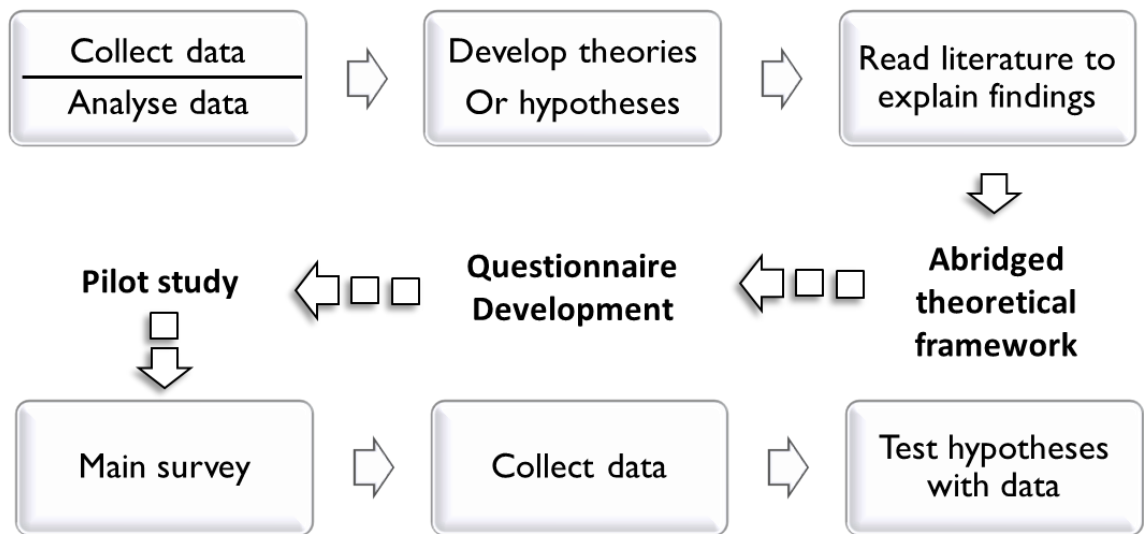 Collect data
Analyse data
Develop theories
Or hypotheses
Read literature to
explain findings
Abridged
theoretical
framework
Questionnaire
Development
Pilot study
Main survey
Collect data
Test hypotheses
with data